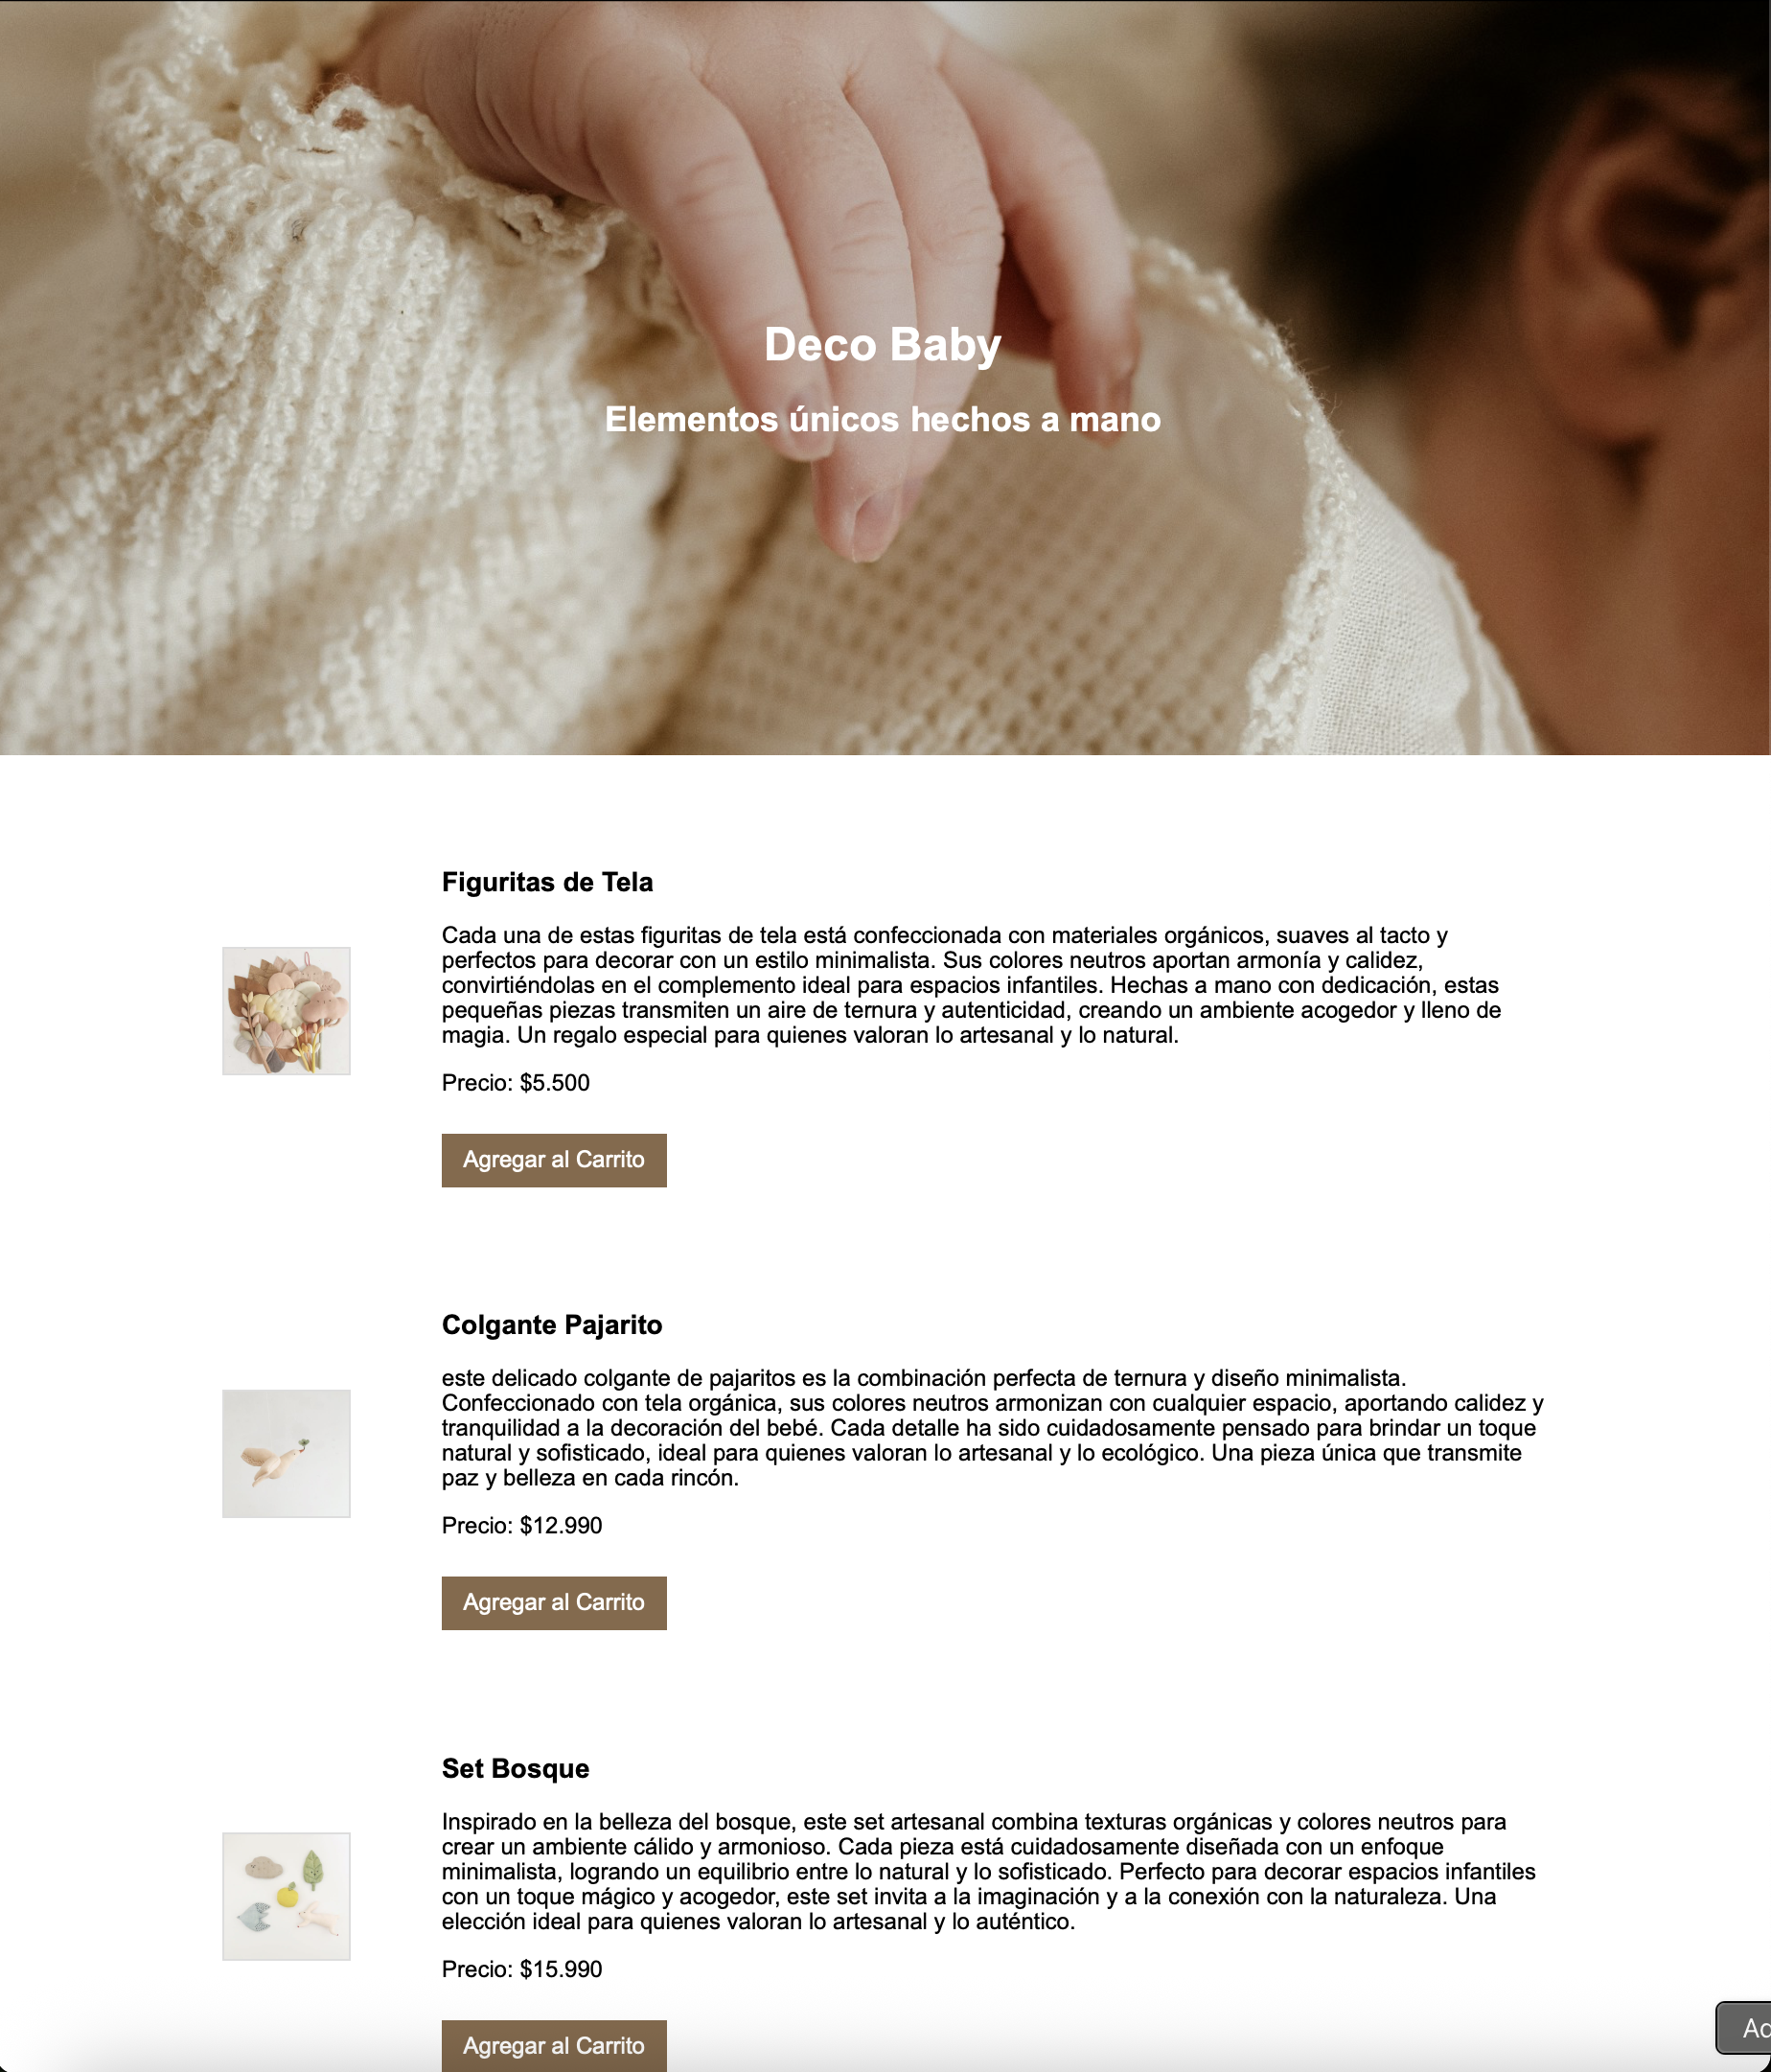 Deco Baby
Elementos únicos hechos a mano
Figuritas de Tela
Cada una de estas figuritas de tela está confeccionada con materiales orgánicos, suaves al tacto y
perfectos para decorar con un estilo minimalista. Sus colores neutros aportan armonía y calidez,
convirtiéndolas en el complemento ideal para espacios infantiles. Hechas a mano con dedicación, estas
pequeñas piezas transmiten un aire de ternura y autenticidad, creando un ambiente acogedor y lleno de
magia. Un regalo especial para quienes valoran lo artesanal y lo natural.
Precio: $5.500
Agregar al Carrito
Colgante Pajarito
este delicado colgante de pajaritos es la combinación perfecta de ternura y diseño minimalista.
Confeccionado con tela orgánica, sus colores neutros armonizan con cualquier espacio, aportando calidez y
tranquilidad a la decoración del bebé. Cada detalle ha sido cuidadosamente pensado para brindar un toque
natural y sofisticado, ideal para quienes valoran lo artesanal y lo ecológico. Una pieza única que transmite
paz y belleza en cada rincón.
Precio: $12.990
Agregar al Carrito
Set Bosque
Inspirado en la belleza del bosque, este set artesanal combina texturas orgánicas y colores neutros para
crear un ambiente cálido y armonioso. Cada pieza está cuidadosamente diseñada con un enfoque
minimalista, logrando un equilibrio entre lo natural y lo sofisticado. Perfecto para decorar espacios infantiles
con un toque mágico y acogedor, este set invita a la imaginación y a la conexión con la naturaleza. Una
elección ideal para quienes valoran lo artesanal y lo auténtico.
Precio: $15.990
Agregar al Carrito